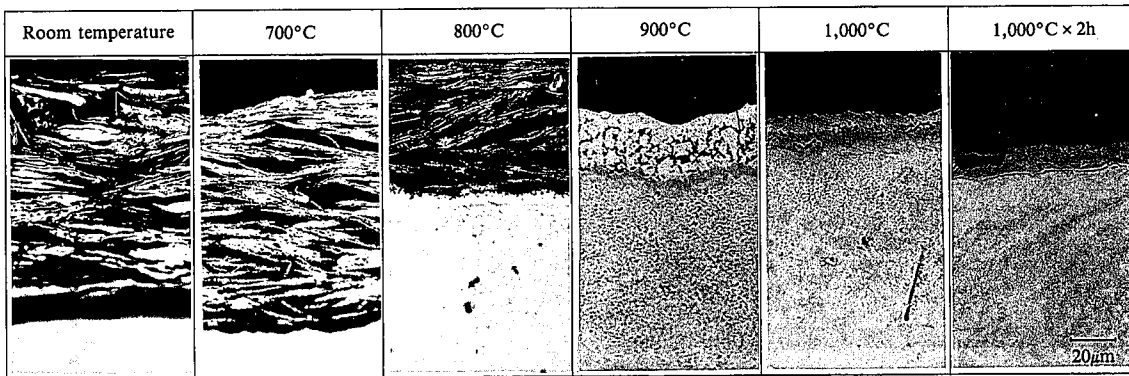 Room temperature
700°C
800°C
900°C
1,000°C
1,000°C × 2h
20μm